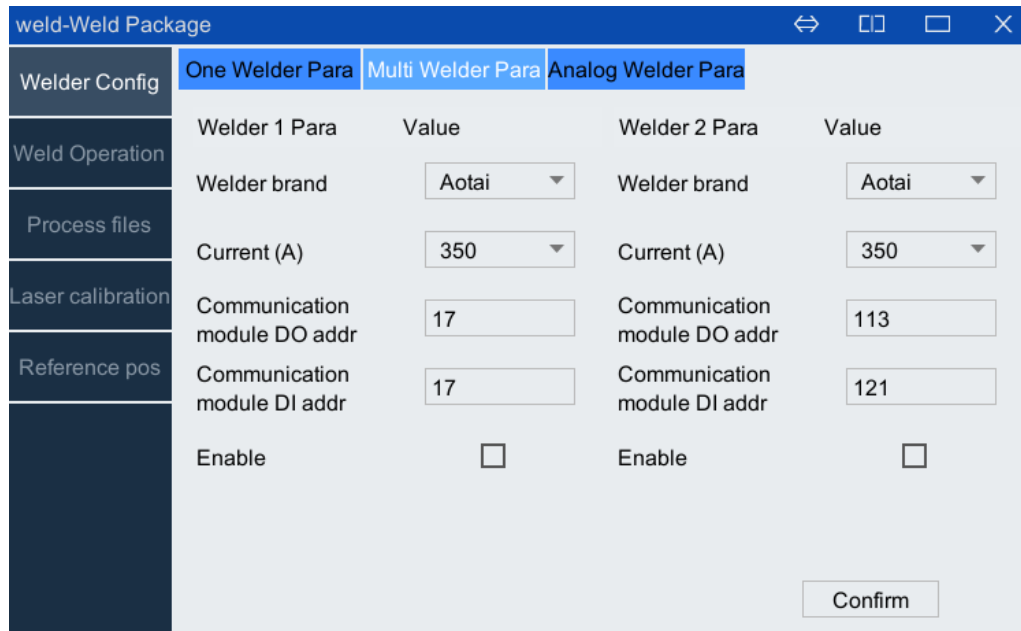 weld-Weld Package
Welder Config
Weld Operation
Process files
Laser calibration
Reference pos
One Welder Para Multi Welder Para Analog Welder Para
Welder 1 Para Value Welder 2 Para Value
Welder brand Aotai Welder brand Aotai
Current (A) 350 Current (A) 350
Communication
module DO addr 17
Communication
module DO addr 113
Communication
module DI addr 17
Communication
module DI addr 121
Enable Enable
Confirm